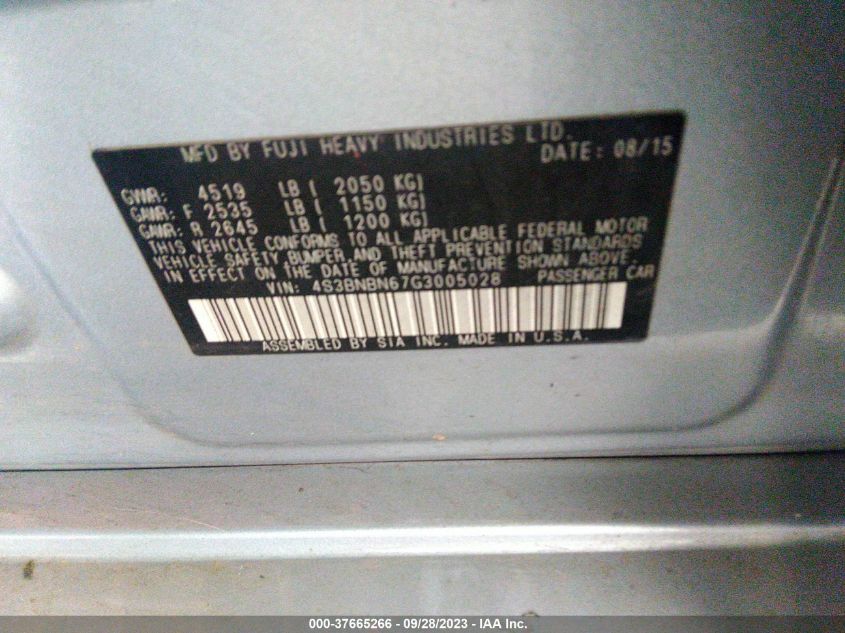 MFD BY FUJI HEAVY INDUSTRIES LTD.
DATE: 08/15
GVWR: 4519 LB ( 2050 KG)
GAWR: F 2535 LB ( 1150 KG)
GAWR: R 2645 LB ( 1200 KG)
THIS VEHICLE CONFORMS TO ALL APPLICABLE FEDERAL MOTOR
VEHICLE SAFETY, BUMPER, AND THEFT PREVENTION STANDARDS
IN EFFECT ON THE DATE OF MANUFACTURE SHOWN ABOVE.
VIN: 4S3BNBN67G3005028 PASSENGER CAR
ASSEMBLED BY SIA INC. MADE IN U.S.A.
000-37665266 - 09/28/2023 - IAA Inc.